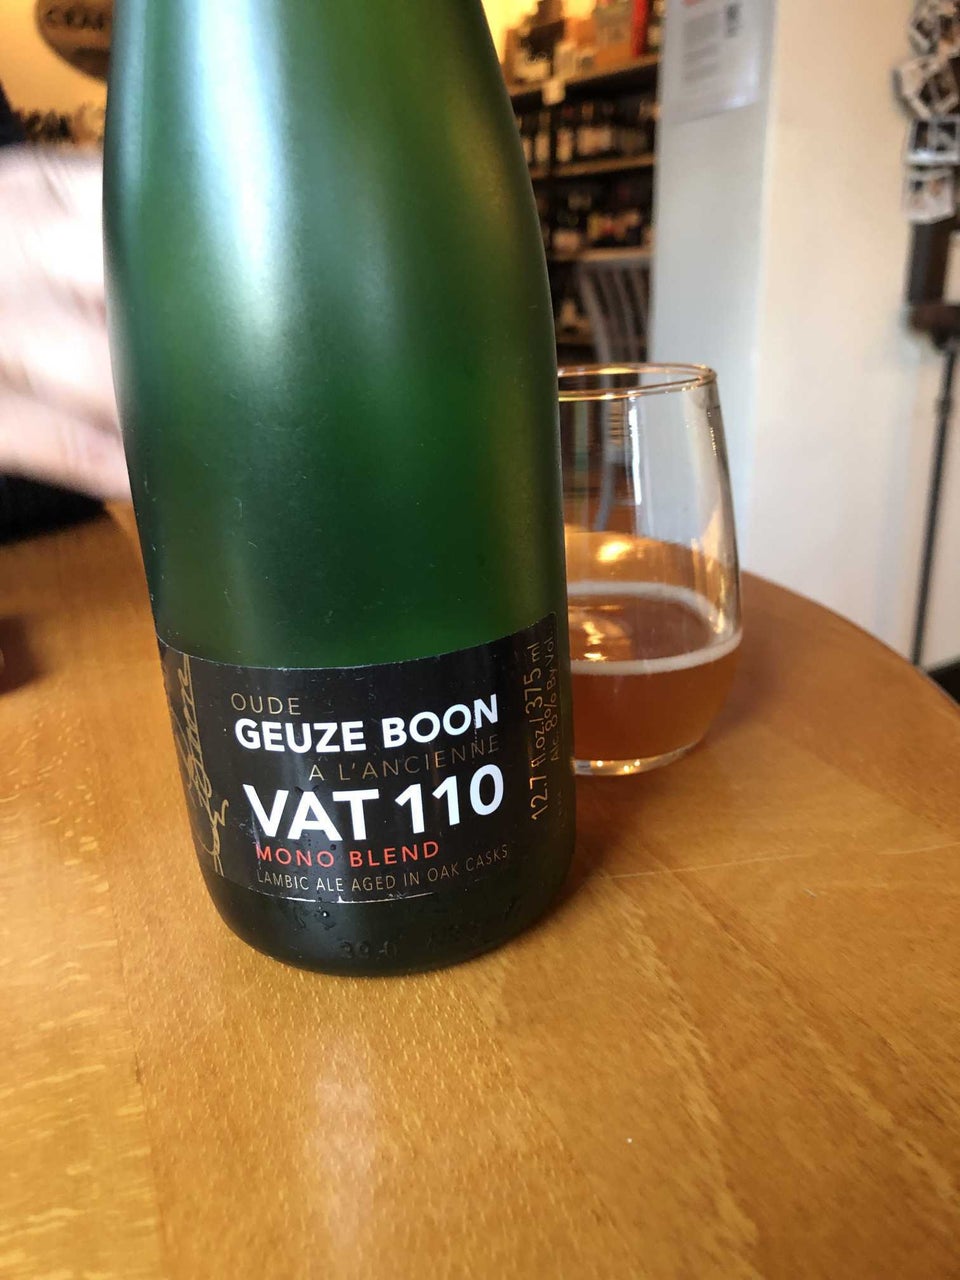 CRAF
OUDE
GEUZE BOON
A L'ANCIENNE
VAT 110
MONO BLEND
LAMBIC ALE AGED IN OAK CASKS
12.7 fl.oz./ 375 ml
Alc. 8% By Vol.